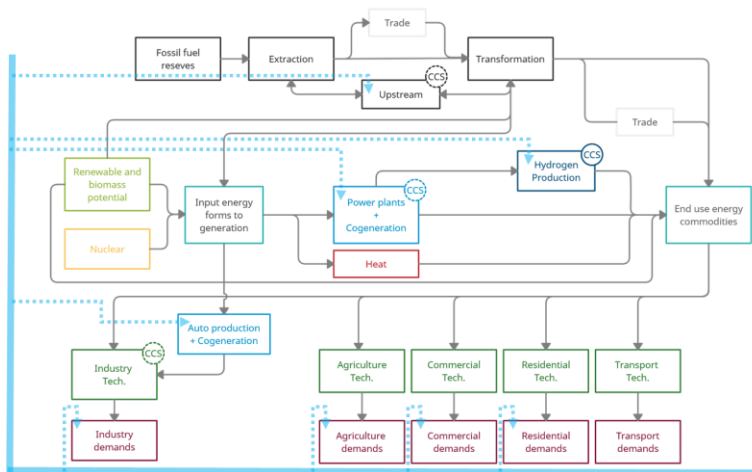 Trade
Fossil fuel
reseves
Extraction
Transformation
CCS
Upstream
Trade
CCS
Hydrogen
Production
Renewable and
biomass
potential
CCS
Input energy
forms to
generation
Power plants
+
Cogeneration
End use energy
commodities
Nuclear
Heat
Auto production
+ Cogeneration
CCS
Industry
Tech.
Agriculture
Tech.
Commercial
Tech.
Residential
Tech.
Transport
Tech.
Industry
demands
Agriculture
demands
Commercial
demands
Residential
demands
Transport
demands